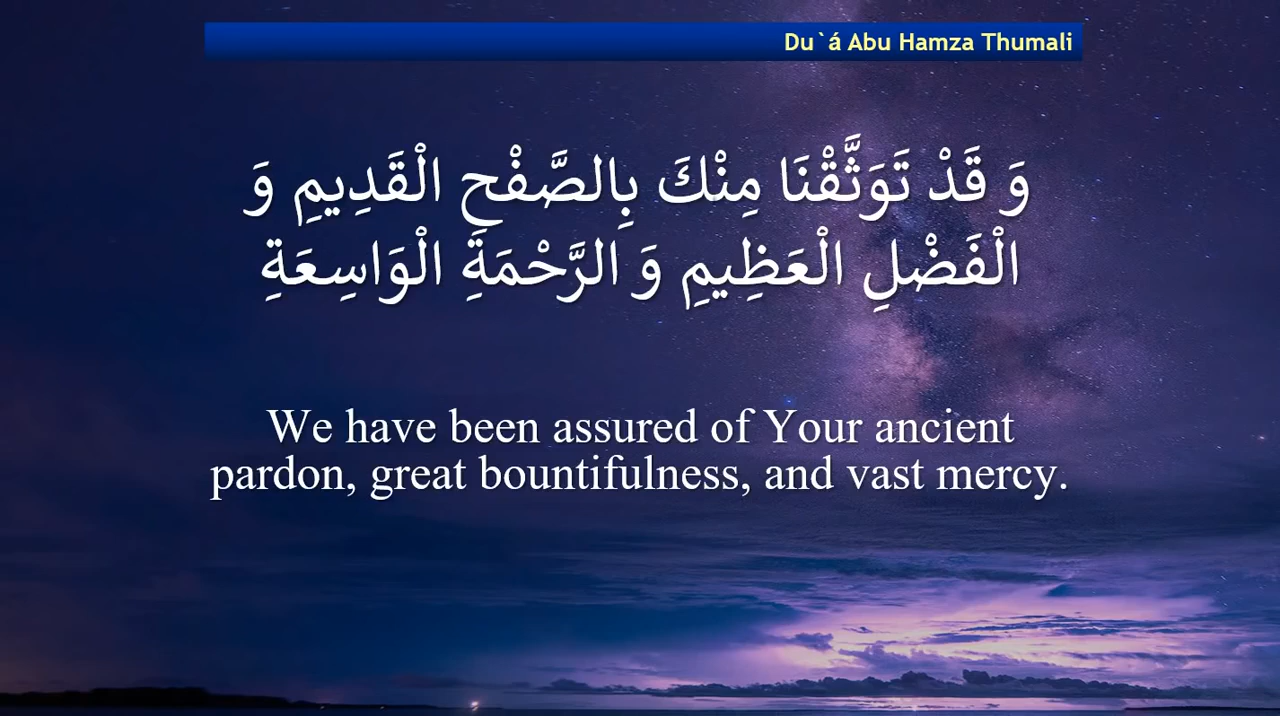 Du`á Abu Hamza Thumali
وَ قَدْ تَوَثَّقْنَا مِنْكَ بِالصَّفْحِ الْقَدِيمِ وَ
الْفَضْلِ الْعَظِيمِ وَ الرَّحْمَةِ الْوَاسِعَةِ
We have been assured of Your ancient
pardon, great bountifulness, and vast mercy.